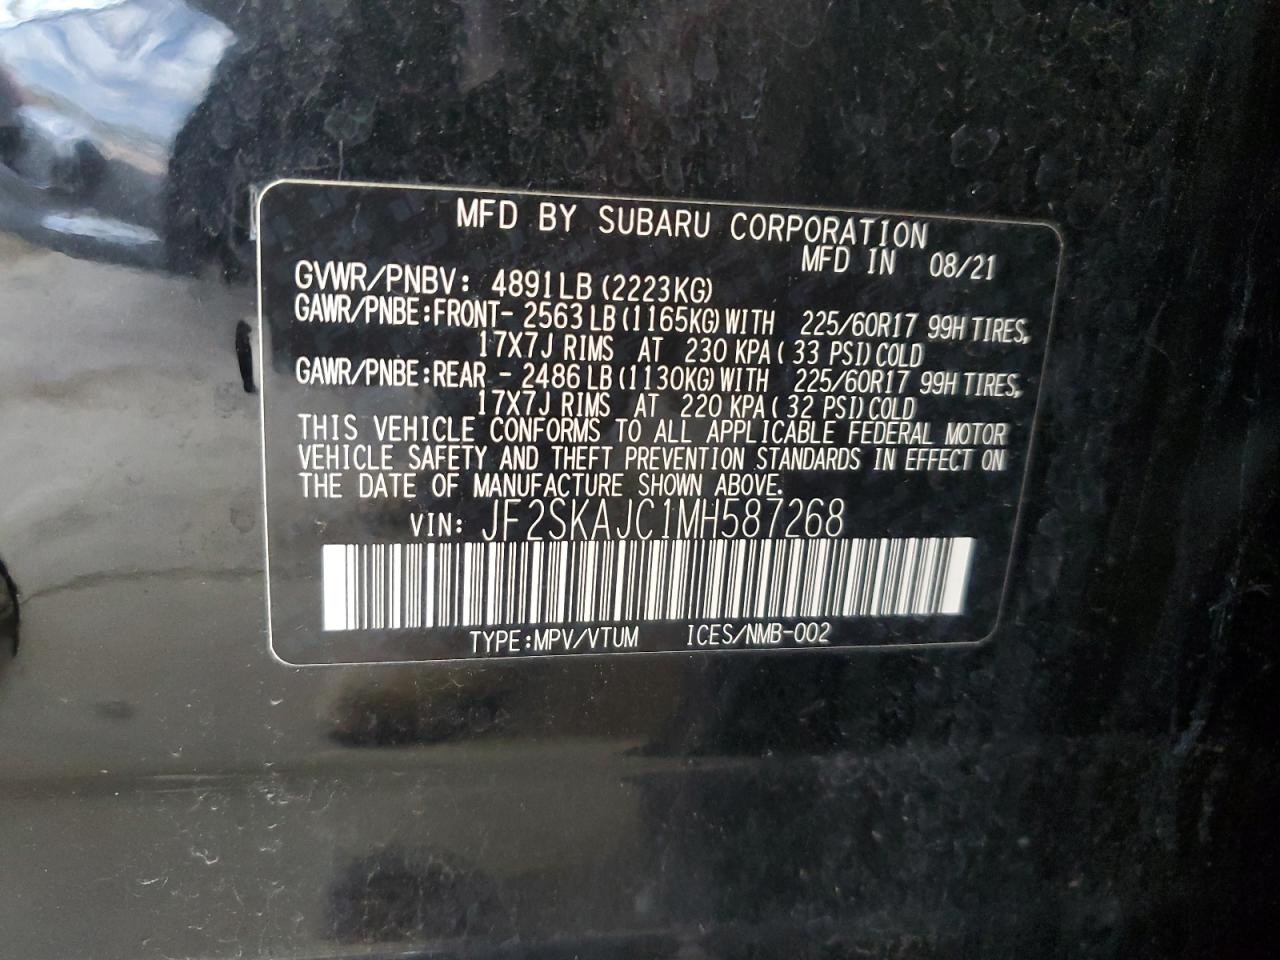 MFD BY SUBARU CORPORATION
MFD IN 08/21
GVWR/PNBV: 4891LB (2223KG)
GAWR/PNBE:FRONT- 2563LB(1165KG)WITH 225/60R17 99H TIRES,
17X7J RIMS AT 230 KPA( 33 PSI)COLD
GAWR/PNBE:REAR - 2486LB(1130KG)WITH 225/60R17 99H TIRES,
17X7J RIMS AT 220 KPA( 32 PSI)COLD
THIS VEHICLE CONFORMS TO ALL APPLICABLE FEDERAL MOTOR
VEHICLE SAFETY AND THEFT PREVENTION STANDARDS IN EFFECT ON
THE DATE OF MANUFACTURE SHOWN ABOVE.
VIN: JF2SKAJC1MH587268
TYPE:MPV/VTUM ICES/NMB-002